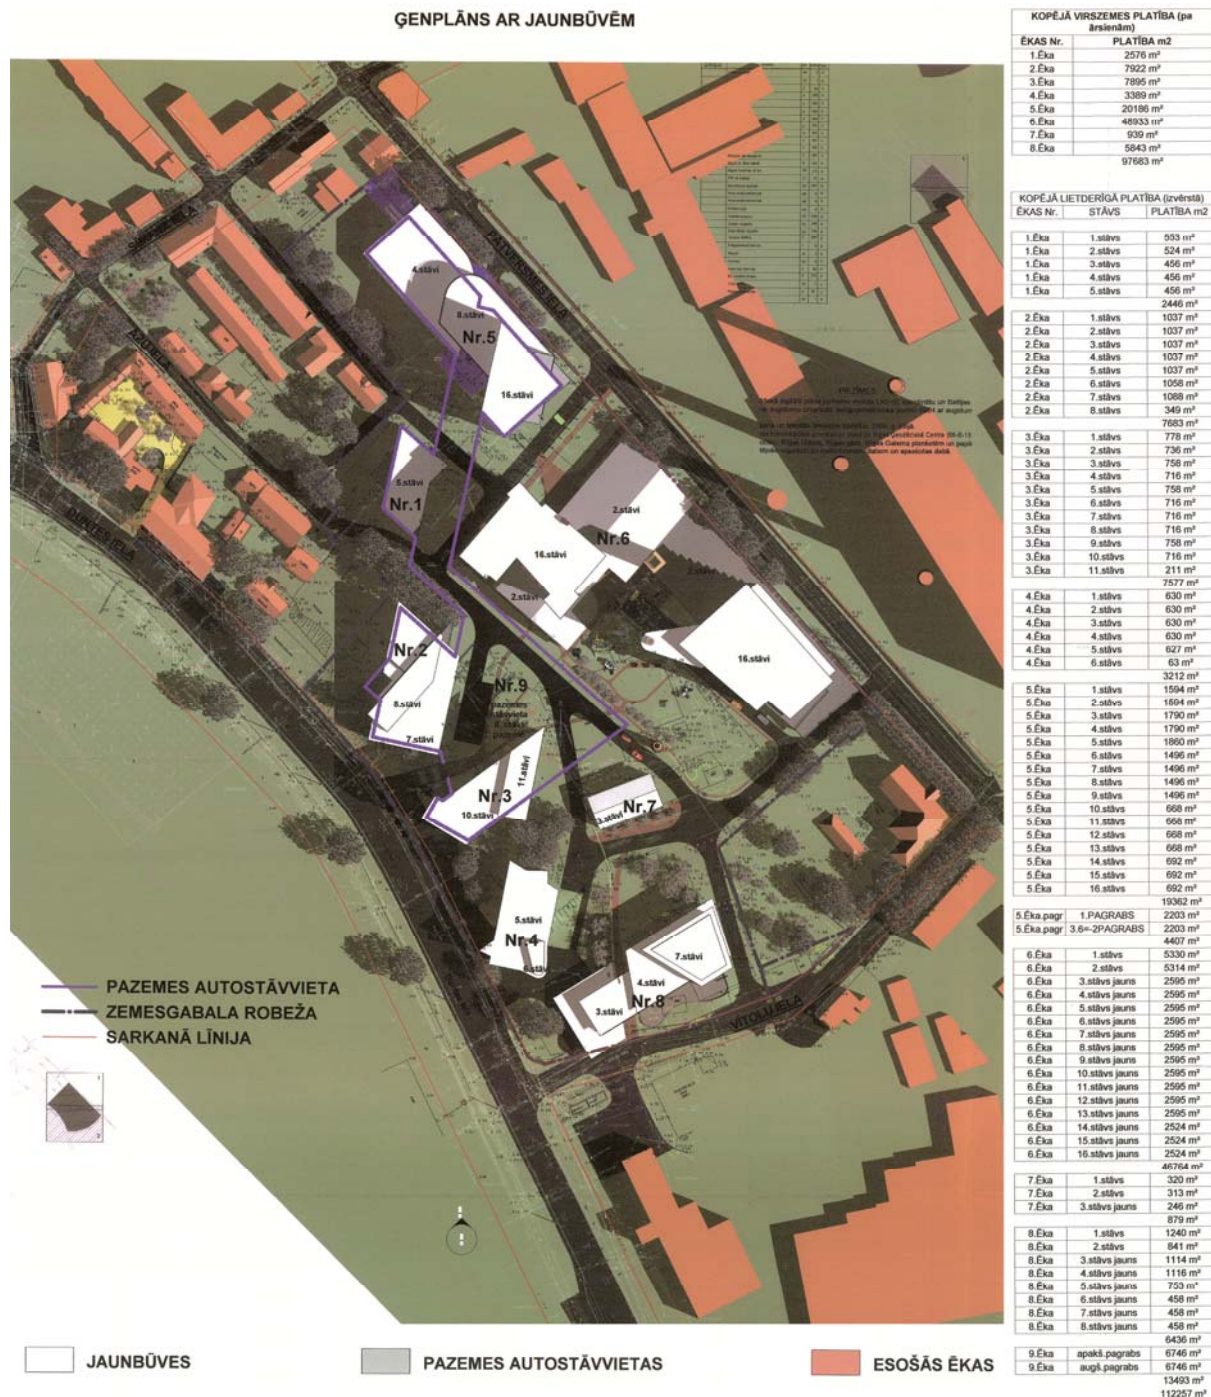 ĢENPLĀNS AR JAUNBŪVĒM
KOPĒJĀ VIRSZEMES PLATĪBA (pa ārsienām)
ĒKAS Nr. PLATĪBA m2
1.Ēka 2576 m²
2.Ēka 7922 m²
3.Ēka 7895 m²
4.Ēka 3389 m²
5.Ēka 20186 m²
6.Ēka 48933 m²
7.Ēka 939 m²
8.Ēka 5843 m²
97683 m²
KOPĒJĀ LIETDERĪGĀ PLATĪBA (izvērstā)
ĒKAS Nr. STĀVS PLATĪBA m2
1.Ēka 1.stāvs 553 m²
1.Ēka 2.stāvs 524 m²
1.Ēka 3.stāvs 456 m²
1.Ēka 4.stāvs 456 m²
1.Ēka 5.stāvs 456 m²
2446 m²
2.Ēka 1.stāvs 1037 m²
2.Ēka 2.stāvs 1037 m²
2.Ēka 3.stāvs 1037 m²
2.Ēka 4.stāvs 1037 m²
2.Ēka 5.stāvs 1037 m²
2.Ēka 6.stāvs 1058 m²
2.Ēka 7.stāvs 1088 m²
2.Ēka 8.stāvs 349 m²
7683 m²
3.Ēka 1.stāvs 778 m²
3.Ēka 2.stāvs 736 m²
3.Ēka 3.stāvs 758 m²
3.Ēka 4.stāvs 716 m²
3.Ēka 5.stāvs 758 m²
3.Ēka 6.stāvs 716 m²
3.Ēka 7.stāvs 716 m²
3.Ēka 8.stāvs 716 m²
3.Ēka 9.stāvs 758 m²
3.Ēka 10.stāvs 716 m²
3.Ēka 11.stāvs 211 m²
7577 m²
4.Ēka 1.stāvs 630 m²
4.Ēka 2.stāvs 630 m²
4.Ēka 3.stāvs 630 m²
4.Ēka 4.stāvs 630 m²
4.Ēka 5.stāvs 627 m²
4.Ēka 6.stāvs 63 m²
3212 m²
5.Ēka 1.stāvs 1594 m²
5.Ēka 2.stāvs 1594 m²
5.Ēka 3.stāvs 1790 m²
5.Ēka 4.stāvs 1790 m²
5.Ēka 5.stāvs 1860 m²
5.Ēka 6.stāvs 1496 m²
5.Ēka 7.stāvs 1496 m²
5.Ēka 8.stāvs 1496 m²
5.Ēka 9.stāvs 1496 m²
5.Ēka 10.stāvs 668 m²
5.Ēka 11.stāvs 668 m²
5.Ēka 12.stāvs 668 m²
5.Ēka 13.stāvs 668 m²
5.Ēka 14.stāvs 692 m²
5.Ēka 15.stāvs 692 m²
5.Ēka 16.stāvs 692 m²
19362 m²
5.Ēka.pagr 1.PAGRABS 2203 m²
5.Ēka.pagr 3.6=-2PAGRABS 2203 m²
4407 m²
6.Ēka 1.stāvs 5330 m²
6.Ēka 2.stāvs 5314 m²
6.Ēka 3.stāvs jauns 2595 m²
6.Ēka 4.stāvs jauns 2595 m²
6.Ēka 5.stāvs jauns 2595 m²
6.Ēka 6.stāvs jauns 2595 m²
6.Ēka 7.stāvs jauns 2595 m²
6.Ēka 8.stāvs jauns 2595 m²
6.Ēka 9.stāvs jauns 2595 m²
6.Ēka 10.stāvs jauns 2595 m²
6.Ēka 11.stāvs jauns 2595 m²
6.Ēka 12.stāvs jauns 2595 m²
6.Ēka 13.stāvs jauns 2595 m²
6.Ēka 14.stāvs jauns 2524 m²
6.Ēka 15.stāvs jauns 2524 m²
6.Ēka 16.stāvs jauns 2524 m²
46764 m²
7.Ēka 1.stāvs 320 m²
7.Ēka 2.stāvs 313 m²
7.Ēka 3.stāvs jauns 246 m²
879 m²
8.Ēka 1.stāvs 1240 m²
8.Ēka 2.stāvs 841 m²
8.Ēka 3.stāvs jauns 1114 m²
8.Ēka 4.stāvs jauns 1116 m²
8.Ēka 5.stāvs jauns 753 m²
8.Ēka 6.stāvs jauns 458 m²
8.Ēka 7.stāvs jauns 458 m²
8.Ēka 8.stāvs jauns 458 m²
6436 m²
9.Ēka apakš.pagrabs 6746 m²
9.Ēka augš.pagrabs 6746 m²
13493 m²
112257 m²
PATVERSMES IELA
4.stāvi
8.stāvi
Nr.5
16.stāvi
AZU IELA
DUNTES IELA
5.stāvi
Nr.1
2.stāvi
Nr.6
16.stāvi
2.stāvi
2.stāvi
16.stāvi
Nr.2
8.stāvi
7.stāvi
Nr.9
Nr.3
11.stāvi
10.stāvi
Nr.7
3.stāvi
5.stāvi
Nr.4
6.stāv
7.stāvi
4.stāvi
Nr.8
3.stāvi
VĪTOLU IELA
PAZEMES AUTOSTĀVVIETA
ZEMESGABALA ROBEŽA
SARKANĀ LĪNIJA
JAUNBŪVES
PAZEMES AUTOSTĀVVIETAS
ESOŠĀS ĒKAS